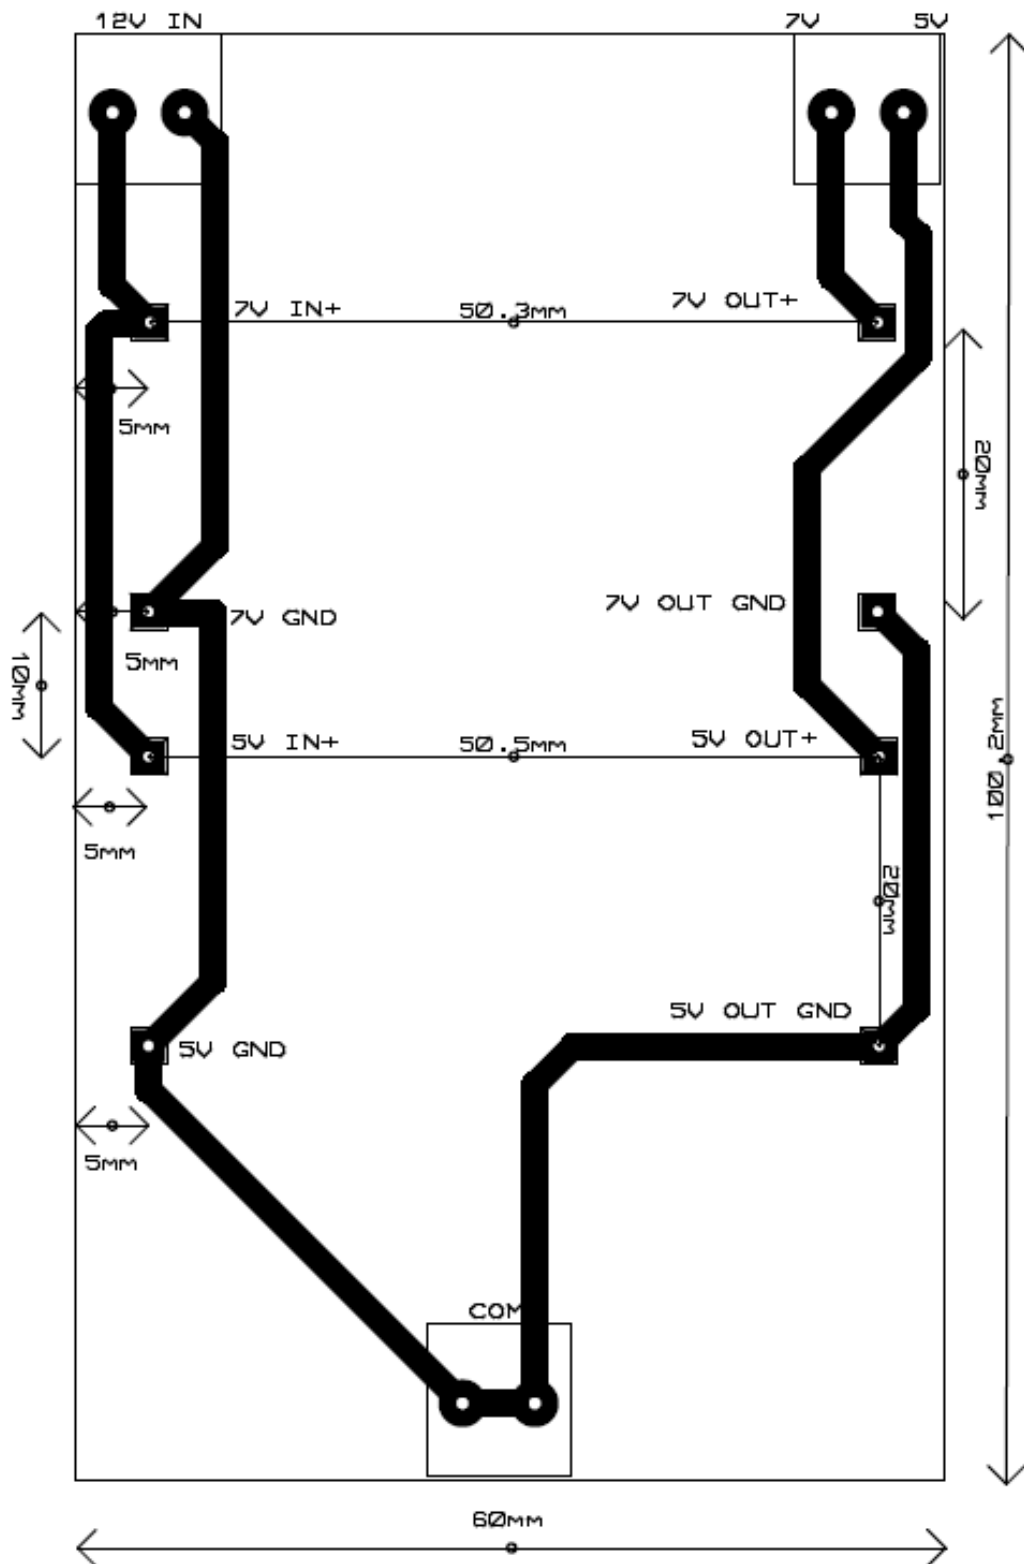 12V IN
7V
5V
7V IN+
50.3mm
7V OUT+
5mm
20mm
7V GND
7V OUT GND
5mm
10mm
5V IN+
50.5mm
5V OUT+
100.2mm
5mm
20mm
5V OUT GND
5V GND
5mm
COM
60mm